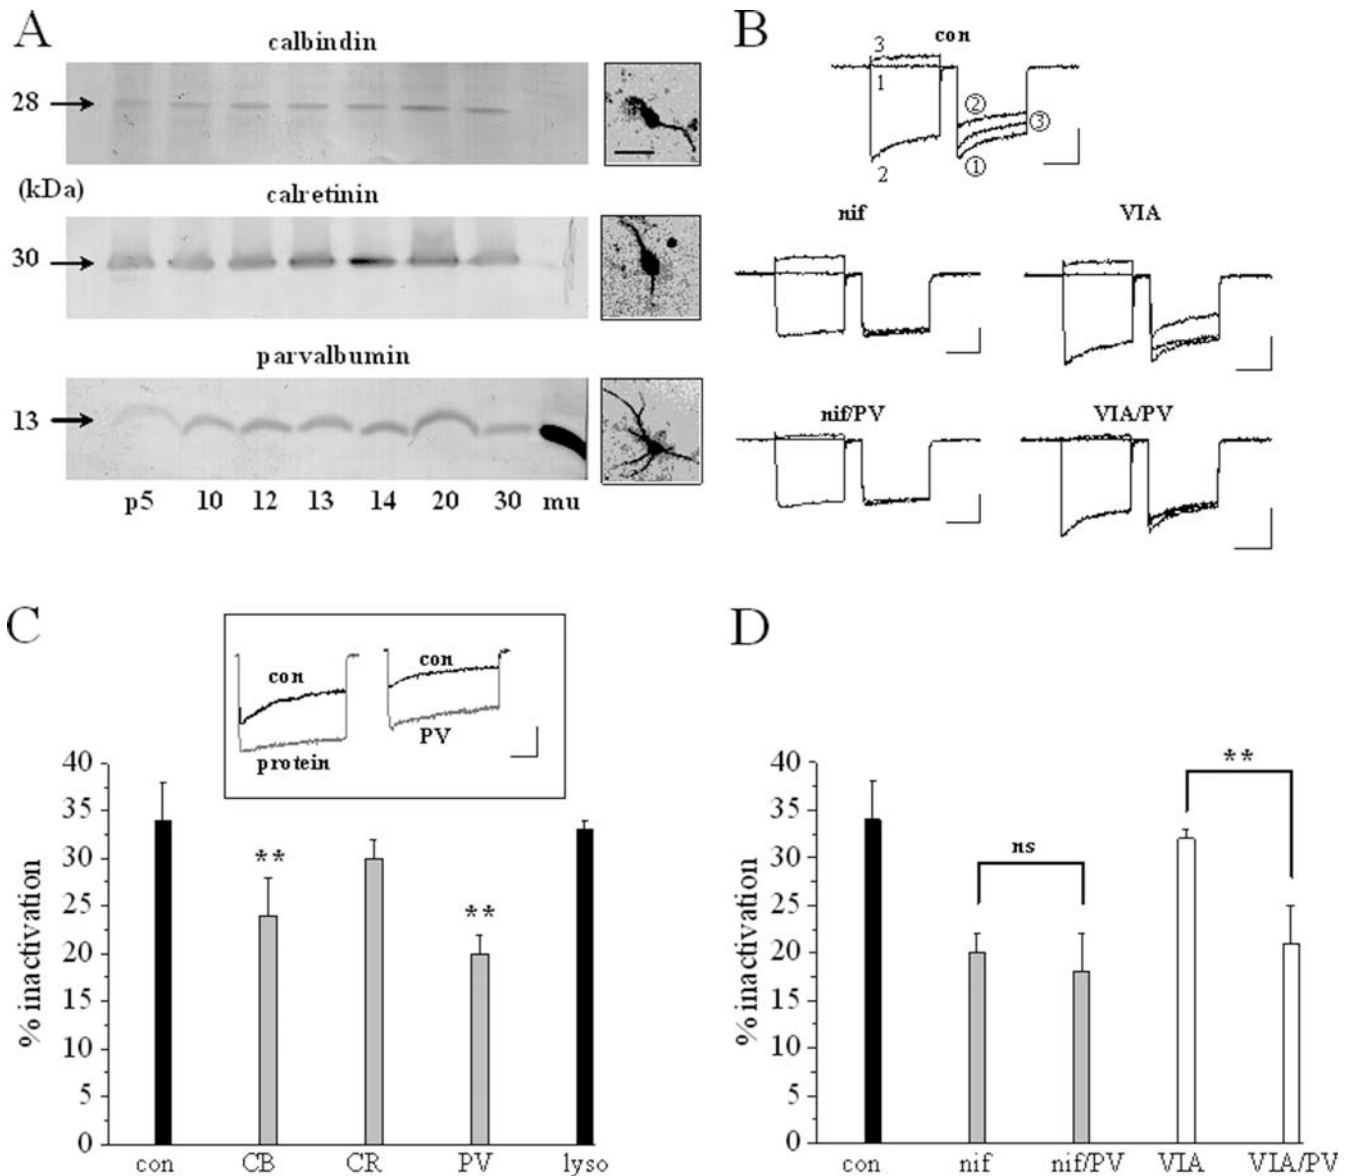 A
calbindin
28
(kDa)
calretinin
30
parvalbumin
13
p5 10 12 13 14 20 30 mu
B
con
3
1
2
②
③
①
nif
VIA
nif/PV
VIA/PV
C
con
protein
con
PV
% inactivation
40
35
30
25
20
15
10
5
0
**
**
con CB CR PV lyso
D
% inactivation
40
35
30
25
20
15
10
5
0
ns
**
con nif nif/PV VIA VIA/PV